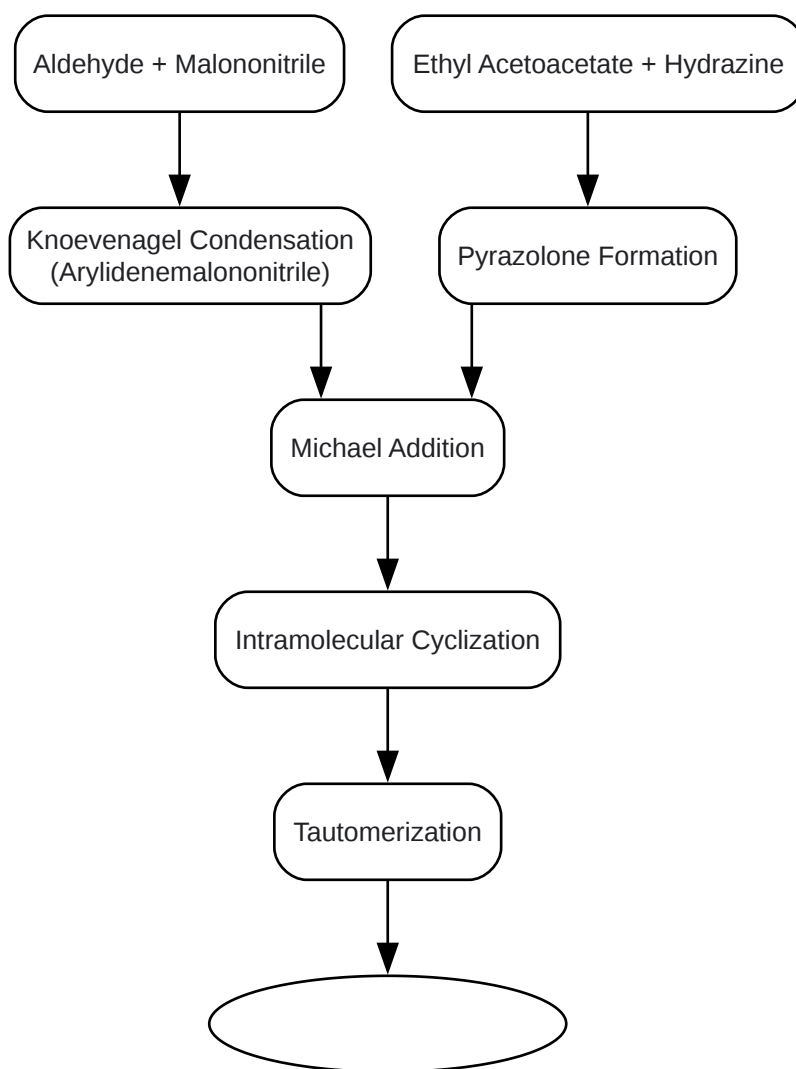 Aldehyde + Malononitrile
Ethyl Acetoacetate + Hydrazine
Knoevenagel Condensation
(Arylidenemalononitrile)
Pyrazolone Formation
Michael Addition
Intramolecular Cyclization
Tautomerization